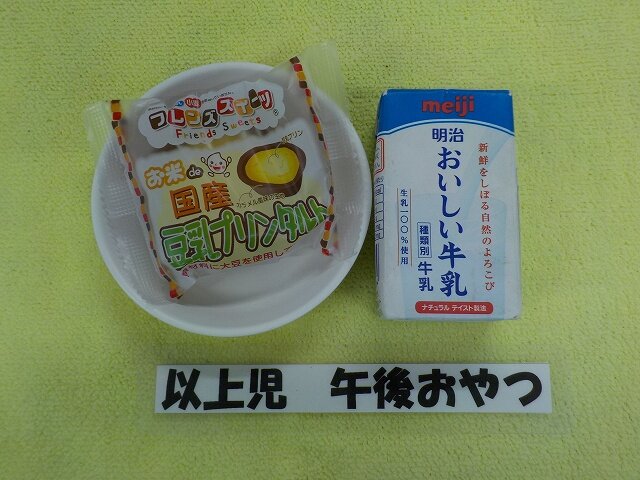 フレンズスイーツ
Friends Sweets
お米de
国産
豆乳プリンタルト
meiji
明治
おいしい牛乳
新鮮をしぼる自然のよろこび
生乳100%使用
種類別
牛乳
ナチュラル テイスト製法
以上児　午後おやつ